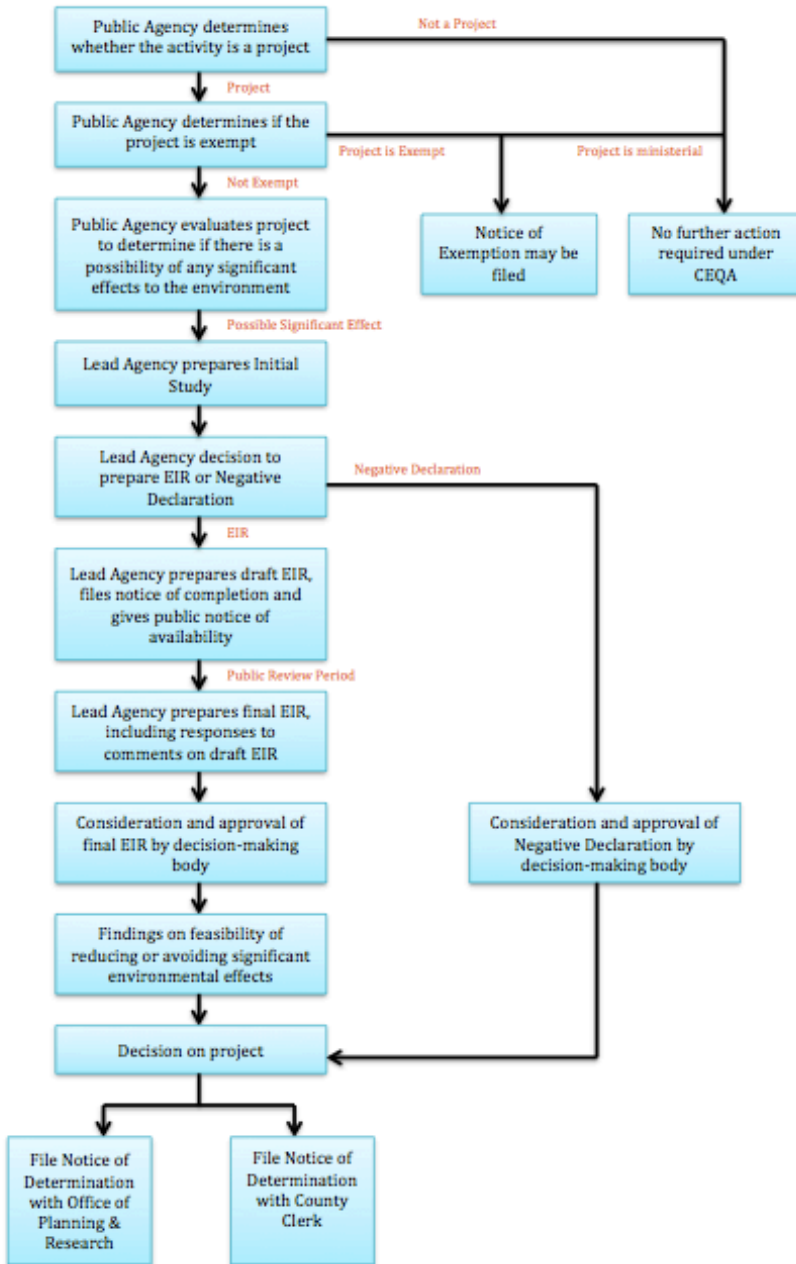 Public Agency determines
whether the activity is a project
Not a Project
Project
Public Agency determines if the
project is exempt
Project is Exempt
Project is ministerial
Not Exempt
Public Agency evaluates project
to determine if there is a
possibility of any significant
effects to the environment
Notice of
Exemption may be
filed
No further action
required under
CEQA
Possible Significant Effect
Lead Agency prepares Initial
Study
Lead Agency decision to
prepare EIR or Negative
Declaration
Negative Declaration
EIR
Lead Agency prepares draft EIR,
files notice of completion and
gives public notice of
availability
Public Review Period
Lead Agency prepares final EIR,
including responses to
comments on draft EIR
Consideration and approval of
final EIR by decision-making
body
Consideration and approval of
Negative Declaration by
decision-making body
Findings on feasibility of
reducing or avoiding significant
environmental effects
Decision on project
File Notice of
Determination
with Office of
Planning &
Research
File Notice of
Determination
with County
Clerk